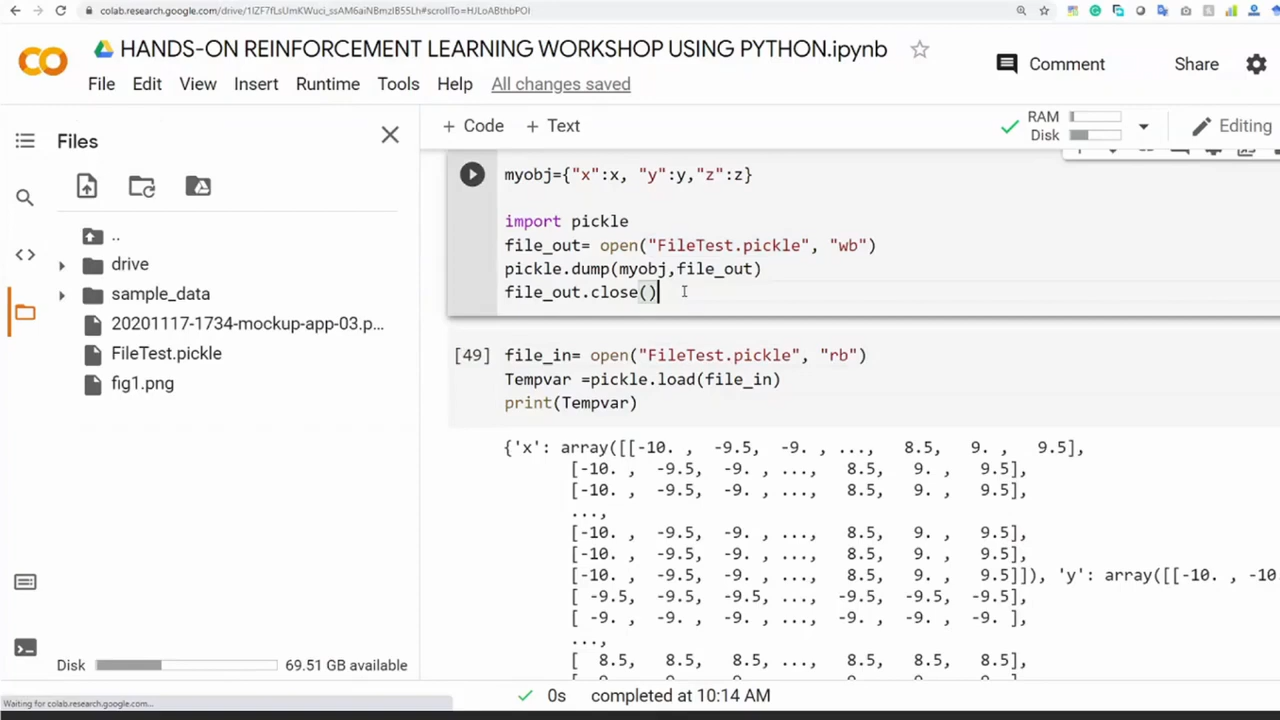 colab.research.google.com/drive/1lZF7fLsUmKWuci_ssAM6aiNBmzIB55Lh#scrollTo=HJLoABthbPOl
HANDS-ON REINFORCEMENT LEARNING WORKSHOP USING PYTHON.ipynb
Comment
Share
File Edit View Insert Runtime Tools Help All changes saved
Files
+ Code + Text
RAM
Disk
Editing
..
drive
sample_data
20201117-1734-mockup-app-03.p...
FileTest.pickle
fig1.png
Disk 69.51 GB available
myobj={"x":x, "y":y,"z":z}
import pickle
file_out= open("FileTest.pickle", "wb")
pickle.dump(myobj,file_out)
file_out.close()
[49] file_in= open("FileTest.pickle", "rb")
Tempvar =pickle.load(file_in)
print(Tempvar)
{'x': array([[-10. , -9.5, -9. , ..., 8.5, 9. , 9.5],
[-10. , -9.5, -9. , ..., 8.5, 9. , 9.5],
[-10. , -9.5, -9. , ..., 8.5, 9. , 9.5],
...,
[-10. , -9.5, -9. , ..., 8.5, 9. , 9.5],
[-10. , -9.5, -9. , ..., 8.5, 9. , 9.5],
[-10. , -9.5, -9. , ..., 8.5, 9. , 9.5]]), 'y': array([[-10. , -10
[ -9.5, -9.5, -9.5, ..., -9.5, -9.5, -9.5],
[ -9. , -9. , -9. , ..., -9. , -9. , -9. ],
...,
[ 8.5, 8.5, 8.5, ..., 8.5, 8.5, 8.5],
0s completed at 10:14 AM
Waiting for colab.research.google.com...